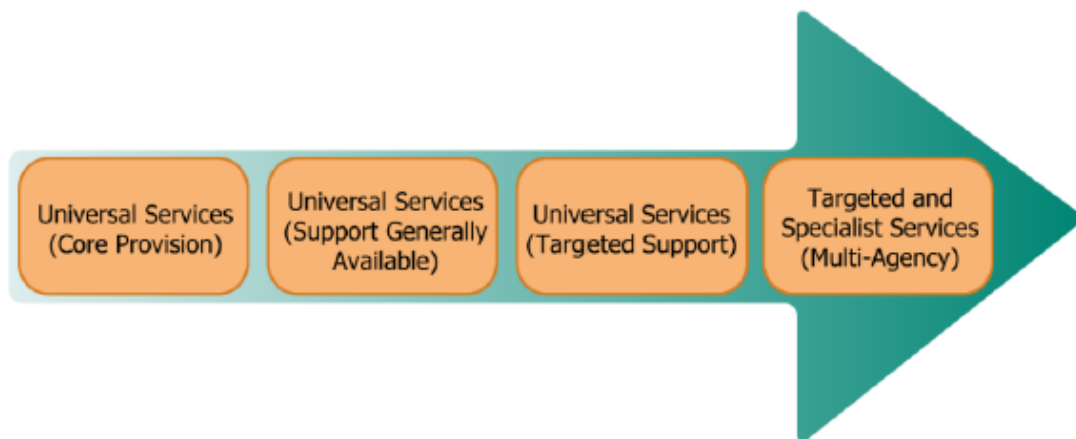 Universal Services
(Core Provision)
Universal Services
(Support Generally
Available)
Universal Services
(Targeted Support)
Targeted and
Specialist Services
(Multi-Agency)